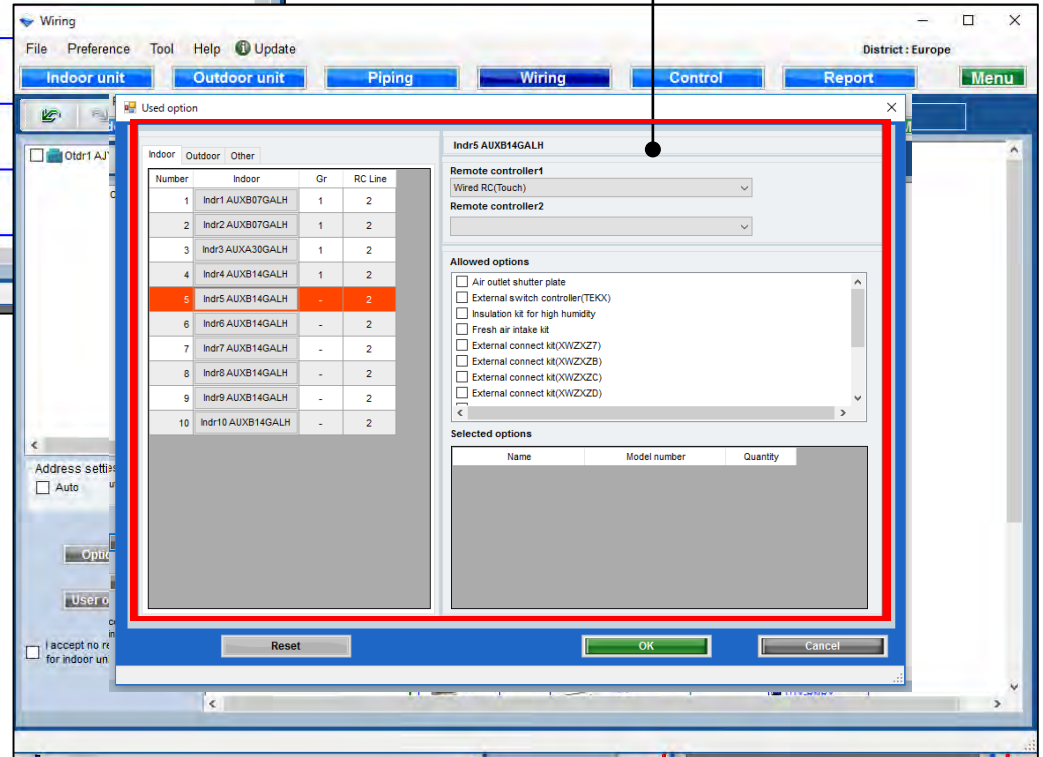 Wiring
File Preference Tool Help Update District : Europe
Indoor unit Outdoor unit Piping Wiring Control Report Menu
Used option
Otdr1
Indoor Outdoor Other
Number Indoor Gr RC Line
1 Indr1 AUXB07GALH 1 2
2 Indr2 AUXB07GALH 1 2
3 Indr3 AUXA30GALH 1 2
4 Indr4 AUXB14GALH 1 2
5 Indr5 AUXB14GALH - 2
6 Indr6 AUXB14GALH - 2
7 Indr7 AUXB14GALH - 2
8 Indr8 AUXB14GALH - 2
9 Indr9 AUXB14GALH - 2
10 Indr10 AUXB14GALH - 2
Indr5 AUXB14GALH
Remote controller1
Wired RC(Touch)
Remote controller2
Allowed options
Air outlet shutter plate
External switch controller(TEKX)
Insulation kit for high humidity
Fresh air intake kit
External connect kit(XWZXZ7)
External connect kit(XWZXZB)
External connect kit(XWZXZC)
External connect kit(XWZXZD)
Selected options
Name Model number Quantity
Address
Auto
I accept no
for indoor
Reset OK Cancel